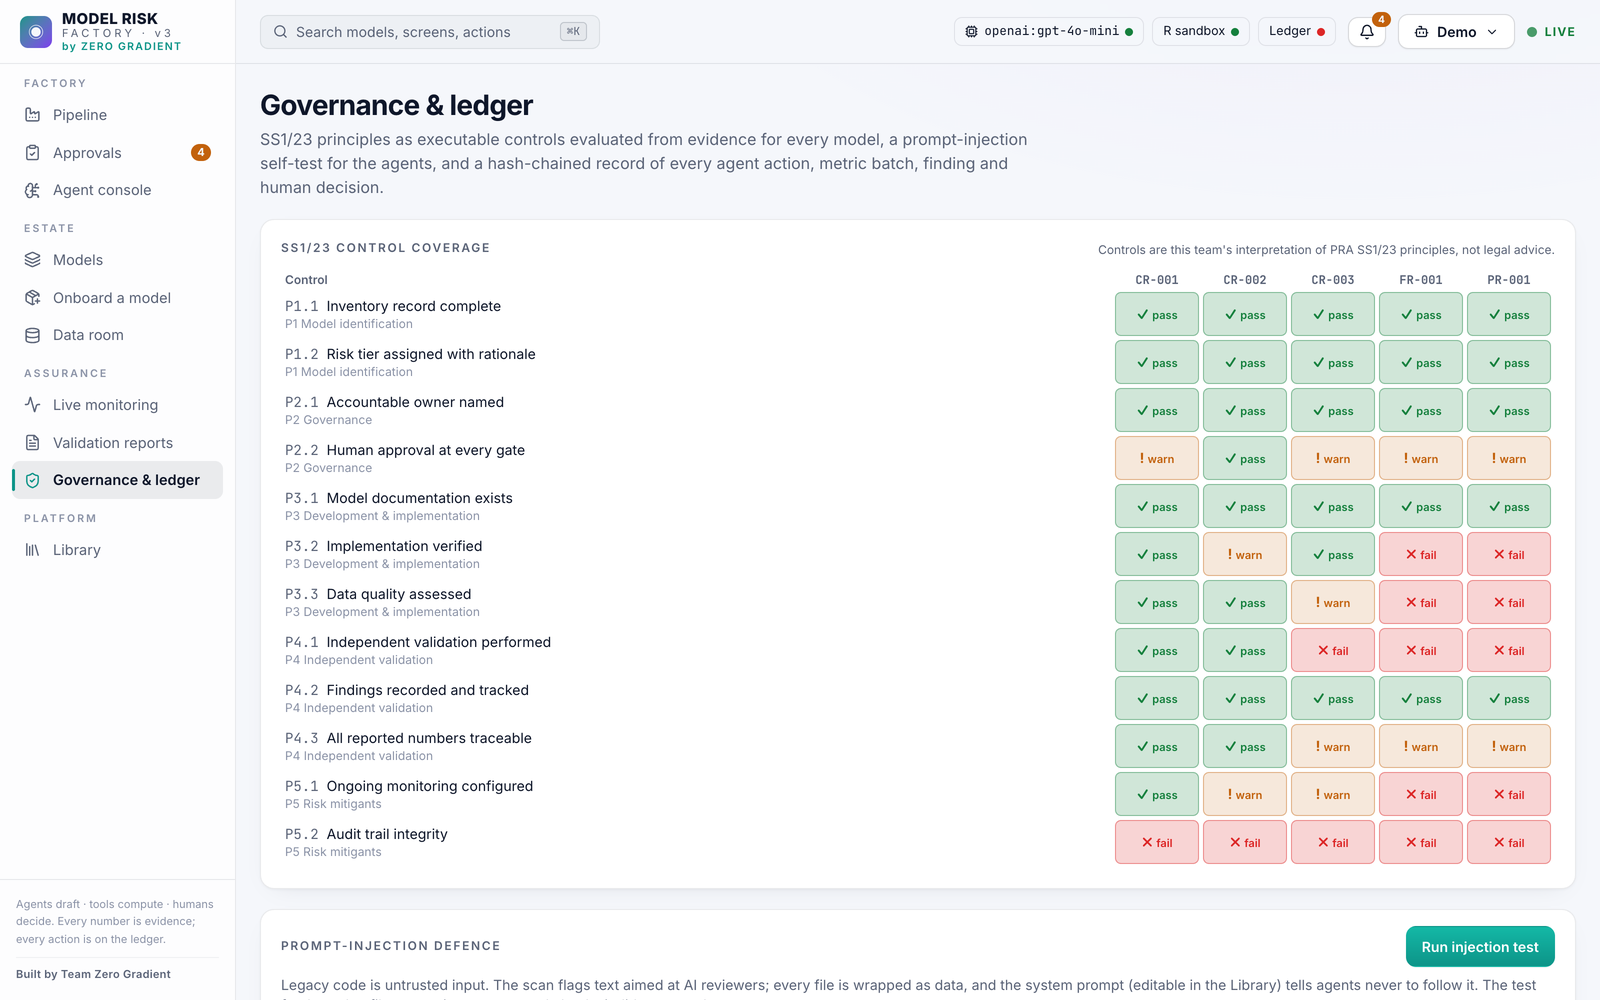 MODEL RISK
FACTORY · v3
by ZERO GRADIENT
Search models, screens, actions
⌘K
openai:gpt-4o-mini
R sandbox
Ledger
4
Demo
LIVE
FACTORY
Pipeline
Approvals
4
Agent console
ESTATE
Models
Onboard a model
Data room
ASSURANCE
Live monitoring
Validation reports
Governance & ledger
PLATFORM
Library
Agents draft · tools compute · humans
decide. Every number is evidence;
every action is on the ledger.
Built by Team Zero Gradient
Governance & ledger
SS1/23 principles as executable controls evaluated from evidence for every model, a prompt-injection
self-test for the agents, and a hash-chained record of every agent action, metric batch, finding and
human decision.
SS1/23 CONTROL COVERAGE
Controls are this team's interpretation of PRA SS1/23 principles, not legal advice.
Control CR-001 CR-002 CR-003 FR-001 PR-001
P1.1 Inventory record complete
P1 Model identification
✓ pass ✓ pass ✓ pass ✓ pass ✓ pass
P1.2 Risk tier assigned with rationale
P1 Model identification
✓ pass ✓ pass ✓ pass ✓ pass ✓ pass
P2.1 Accountable owner named
P2 Governance
✓ pass ✓ pass ✓ pass ✓ pass ✓ pass
P2.2 Human approval at every gate
P2 Governance
! warn ✓ pass ! warn ! warn ! warn
P3.1 Model documentation exists
P3 Development & implementation
✓ pass ✓ pass ✓ pass ✓ pass ✓ pass
P3.2 Implementation verified
P3 Development & implementation
✓ pass ! warn ✓ pass ✕ fail ✕ fail
P3.3 Data quality assessed
P3 Development & implementation
✓ pass ✓ pass ! warn ✕ fail ✕ fail
P4.1 Independent validation performed
P4 Independent validation
✓ pass ✓ pass ✕ fail ✕ fail ✕ fail
P4.2 Findings recorded and tracked
P4 Independent validation
✓ pass ✓ pass ✓ pass ✓ pass ✓ pass
P4.3 All reported numbers traceable
P4 Independent validation
✓ pass ✓ pass ! warn ! warn ! warn
P5.1 Ongoing monitoring configured
P5 Risk mitigants
✓ pass ! warn ! warn ✕ fail ✕ fail
P5.2 Audit trail integrity
P5 Risk mitigants
✕ fail ✕ fail ✕ fail ✕ fail ✕ fail
PROMPT-INJECTION DEFENCE
Run injection test
Legacy code is untrusted input. The scan flags text aimed at AI reviewers; every file is wrapped as data, and the system prompt (editable in the Library) tells agents never to follow it. The test